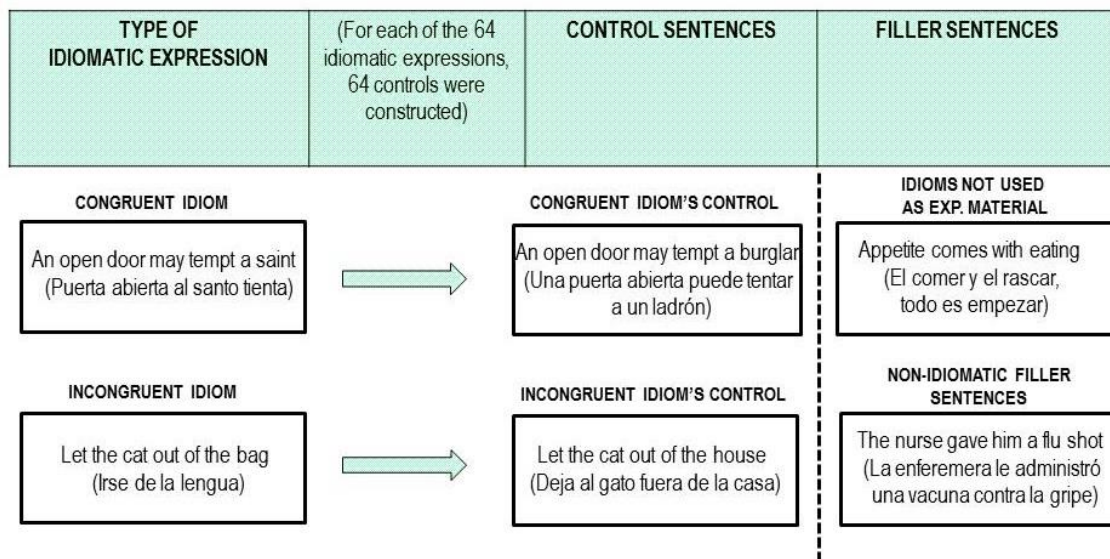 TYPE OF
IDIOMATIC EXPRESSION
(For each of the 64
idiomatic expressions,
64 controls were
constructed)
CONTROL SENTENCES
FILLER SENTENCES
CONGRUENT IDIOM
An open door may tempt a saint
(Puerta abierta al santo tienta)
CONGRUENT IDIOM'S CONTROL
An open door may tempt a burglar
(Una puerta abierta puede tentar
a un ladrón)
IDIOMS NOT USED
AS EXP. MATERIAL
Appetite comes with eating
(El comer y el rascar,
todo es empezar)
INCONGRUENT IDIOM
Let the cat out of the bag
(Irse de la lengua)
INCONGRUENT IDIOM'S CONTROL
Let the cat out of the house
(Deja al gato fuera de la casa)
NON-IDIOMATIC FILLER
SENTENCES
The nurse gave him a flu shot
(La enferemera le administró
una vacuna contra la gripe)